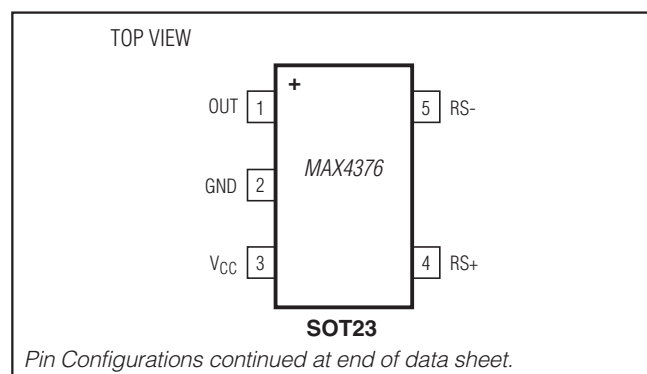 TOP VIEW
+
OUT 1
5 RS-
MAX4376
GND 2
VCC 3
4 RS+
SOT23
Pin Configurations continued at end of data sheet.